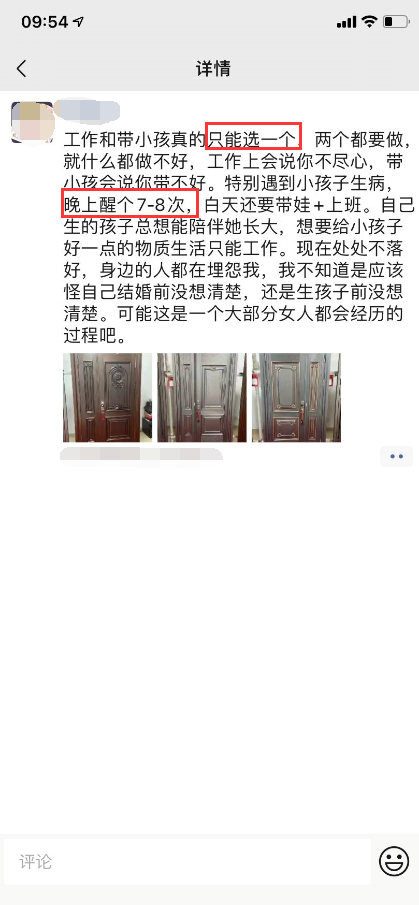 09:54
详情
工作和带小孩真的只能选一个，两个都要做，
就什么都做不好，工作上会说你不尽心，带
小孩会说你带不好。特别遇到小孩子生病，
晚上醒个7-8次，白天还要带娃+上班。自己
生的孩子总想能陪伴她长大，想要给小孩子
好一点的物质生活只能工作。现在处处不落
好，身边的人都在埋怨我，我不知道是应该
怪自己结婚前没想清楚，还是生孩子前没想
清楚。可能这是一个大部分女人都会经历的
过程吧。
评论